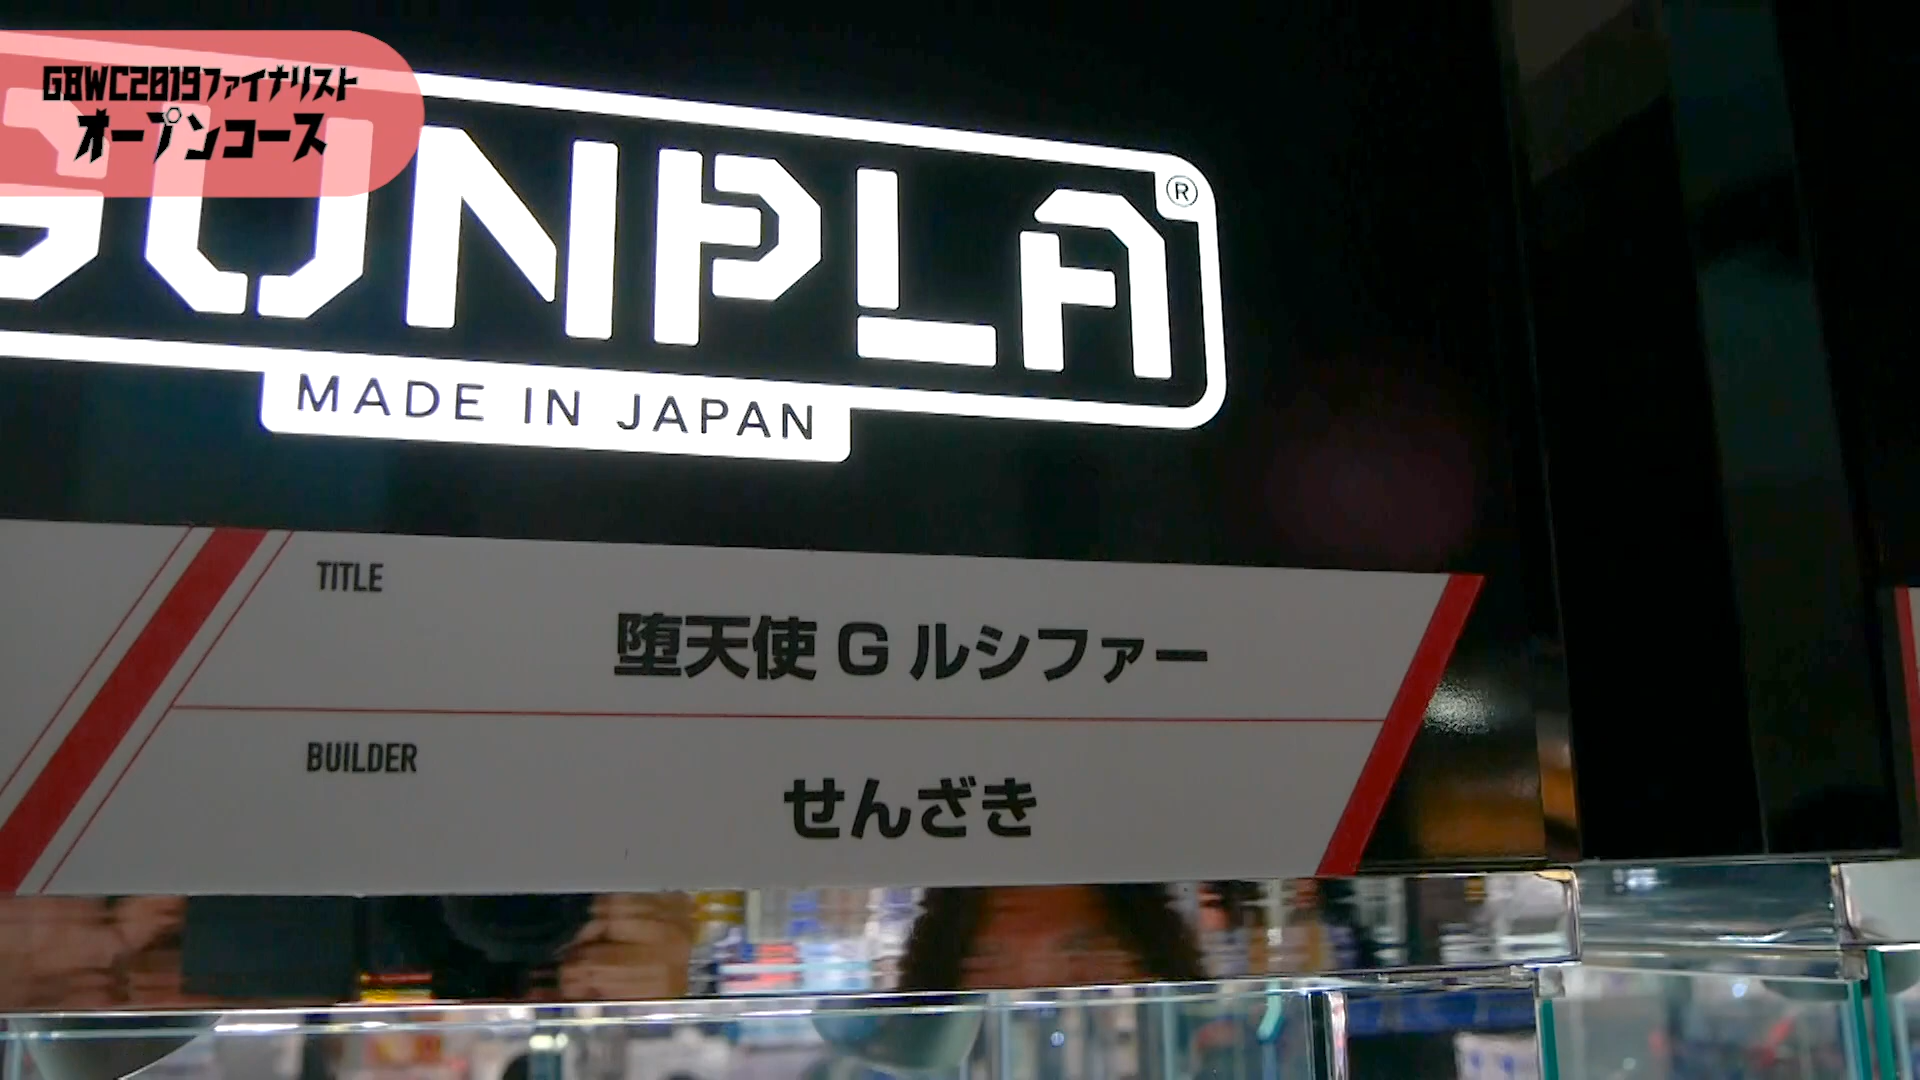 GBWC2019ファイナリスト
オープンコース
GUNPLA®
MADE IN JAPAN
TITLE
堕天使 G ルシファー
BUILDER
せんざき